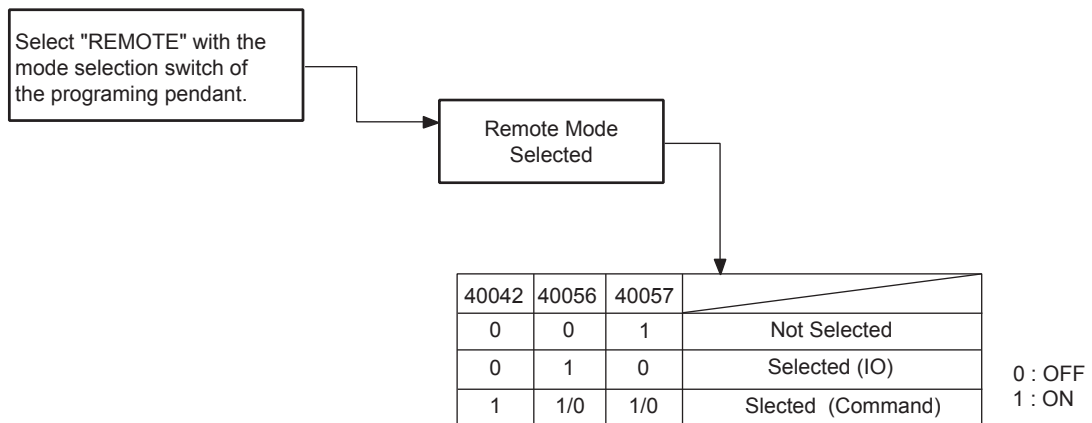 Select "REMOTE" with the
mode selection switch of
the programing pendant.
Remote Mode
Selected
40042 40056 40057
0 0 1 Not Selected
0 1 0 Selected (IO)
1 1/0 1/0 Slected (Command)
0 : OFF
1 : ON